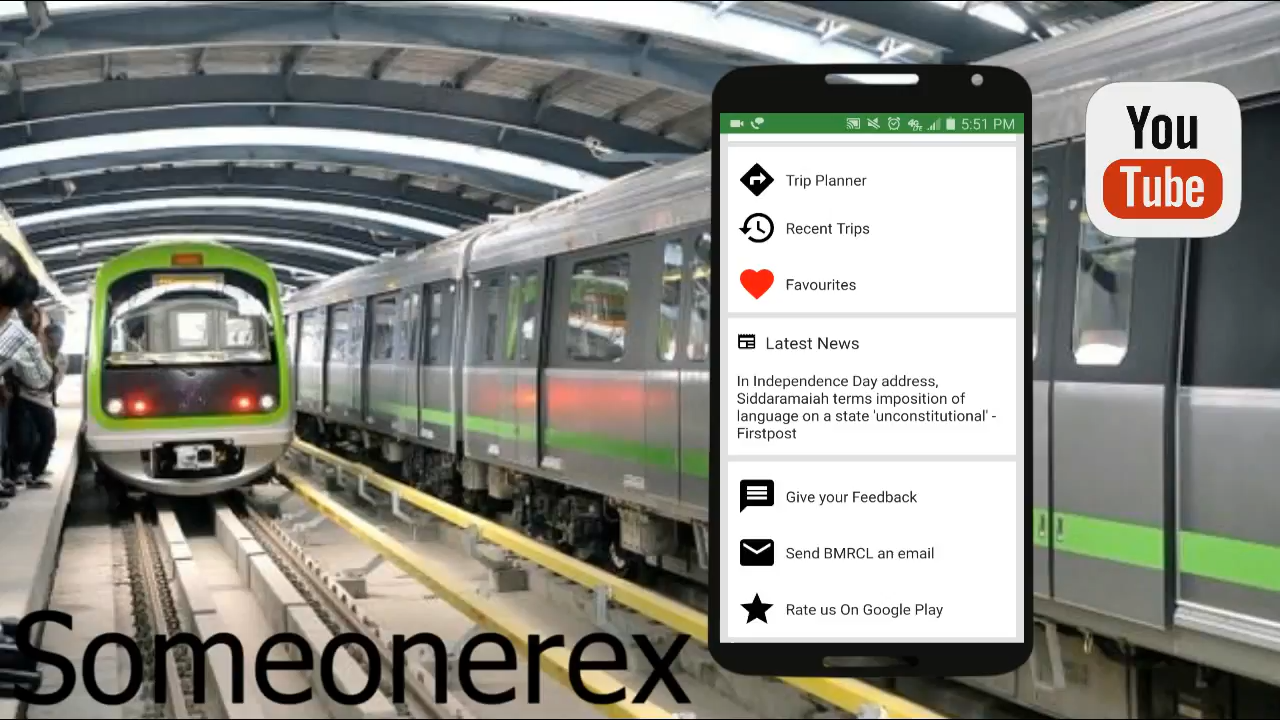 5:51 PM
You
Tube
Trip Planner
Recent Trips
Favourites
Latest News
In Independence Day address,
Siddaramaiah terms imposition of
language on a state 'unconstitutional' -
Firstpost
Give your Feedback
Send BMRCL an email
Rate us On Google Play
Someonerex